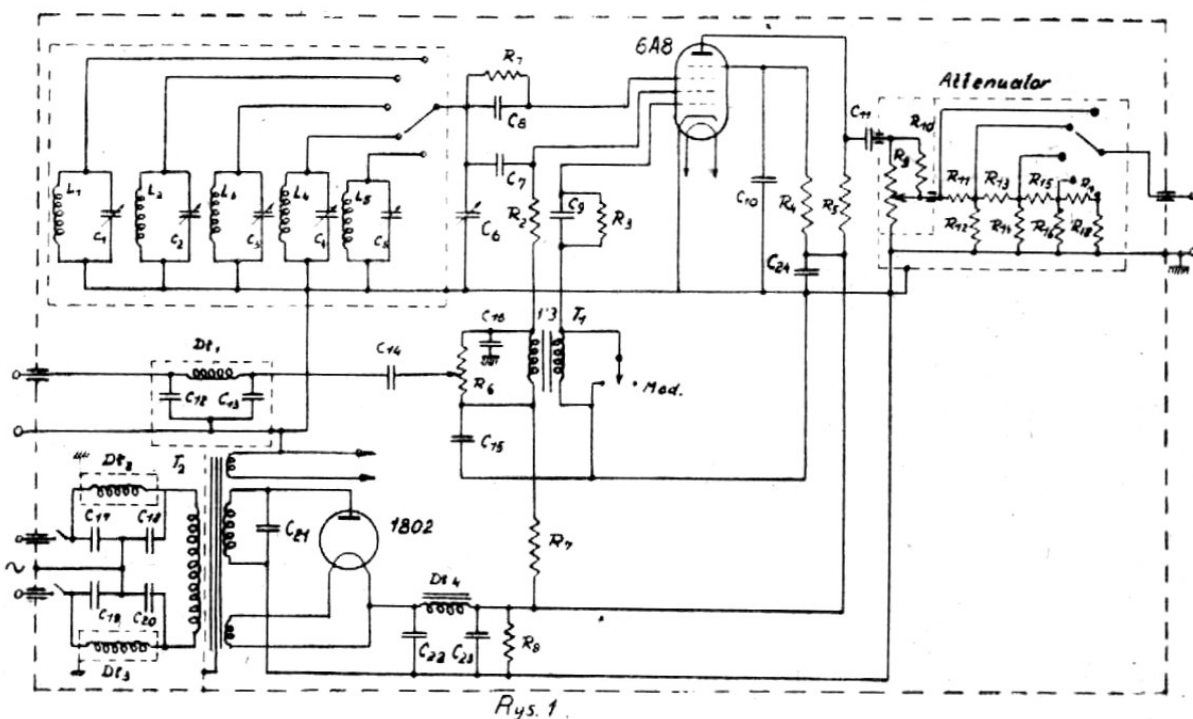 6A8
Attenuator
R1
C8
C7
C6
R2
C9
R3
C10
R4
R5
C24
C11
R9
R10
R11
R13
R15
R12
R14
R16
R18
L1
C1
L2
C2
L3
C3
L4
C4
L5
C5
Dł1
C12
C13
C14
C16
R6
C15
1:3
T1
Mod.
Dł2
T2
C17
C18
C19
C20
Dł3
C21
1802
R7
Dł4
C22
C23
R8
~
Rys. 1